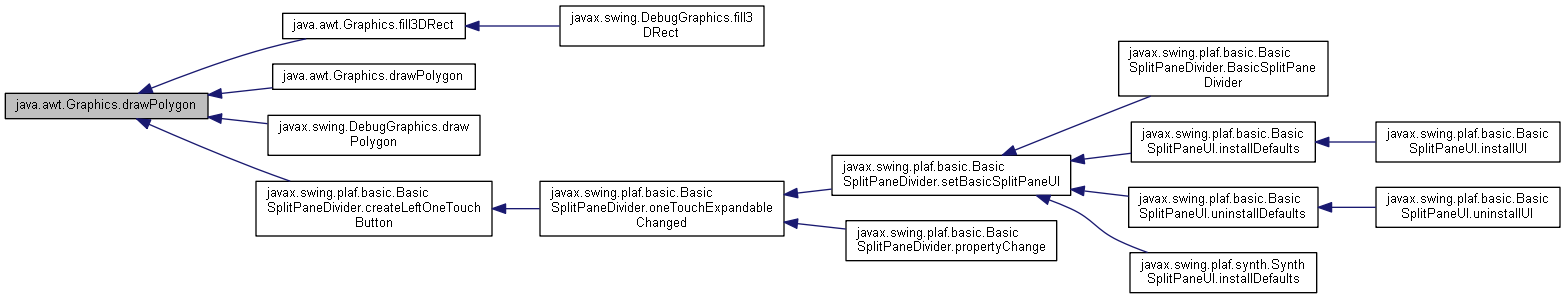 java.awt.Graphics.drawPolygon
java.awt.Graphics.fill3DRect
javax.swing.DebugGraphics.fill3
DRect
java.awt.Graphics.drawPolygon
javax.swing.DebugGraphics.draw
Polygon
javax.swing.plaf.basic.Basic
SplitPaneDivider.createLeftOneTouch
Button
javax.swing.plaf.basic.Basic
SplitPaneDivider.oneTouchExpandable
Changed
javax.swing.plaf.basic.Basic
SplitPaneDivider.setBasicSplitPaneUI
javax.swing.plaf.basic.Basic
SplitPaneDivider.propertyChange
javax.swing.plaf.basic.Basic
SplitPaneDivider.BasicSplitPane
Divider
javax.swing.plaf.basic.Basic
SplitPaneUI.installDefaults
javax.swing.plaf.basic.Basic
SplitPaneUI.installUI
javax.swing.plaf.basic.Basic
SplitPaneUI.uninstallDefaults
javax.swing.plaf.basic.Basic
SplitPaneUI.uninstallUI
javax.swing.plaf.synth.Synth
SplitPaneUI.installDefaults